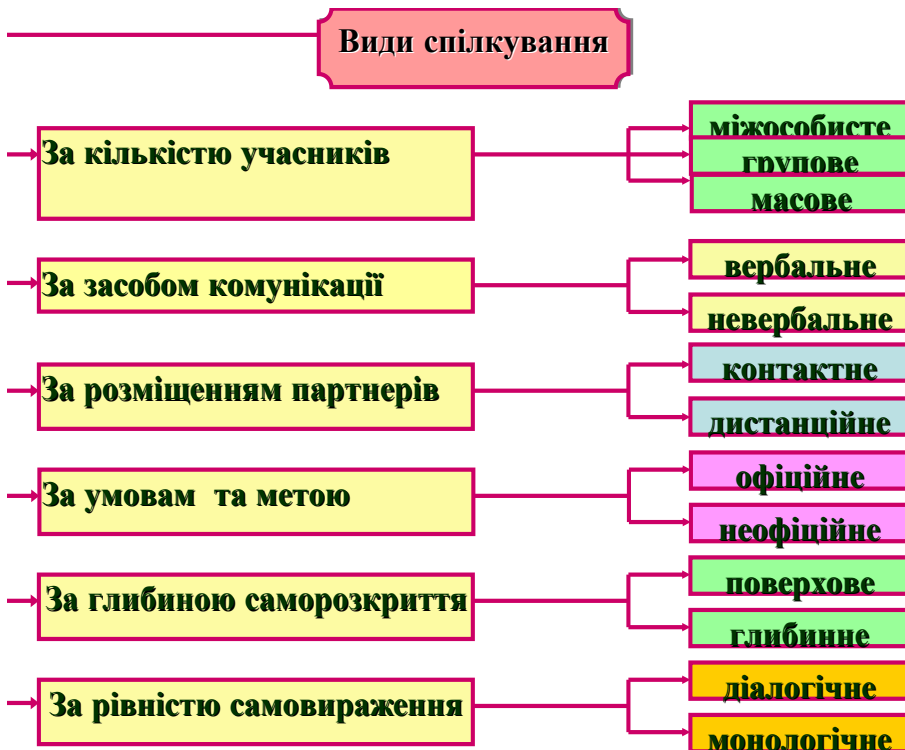 Види спілкування
За кількістю учасників
міжособисте
групове
масове
За засобом комунікації
вербальне
невербальне
За розміщенням партнерів
контактне
дистанційне
За умовам та метою
офіційне
неофіційне
За глибиною саморозкриття
поверхове
глибинне
За рівністю самовираження
діалогічне
монологічне